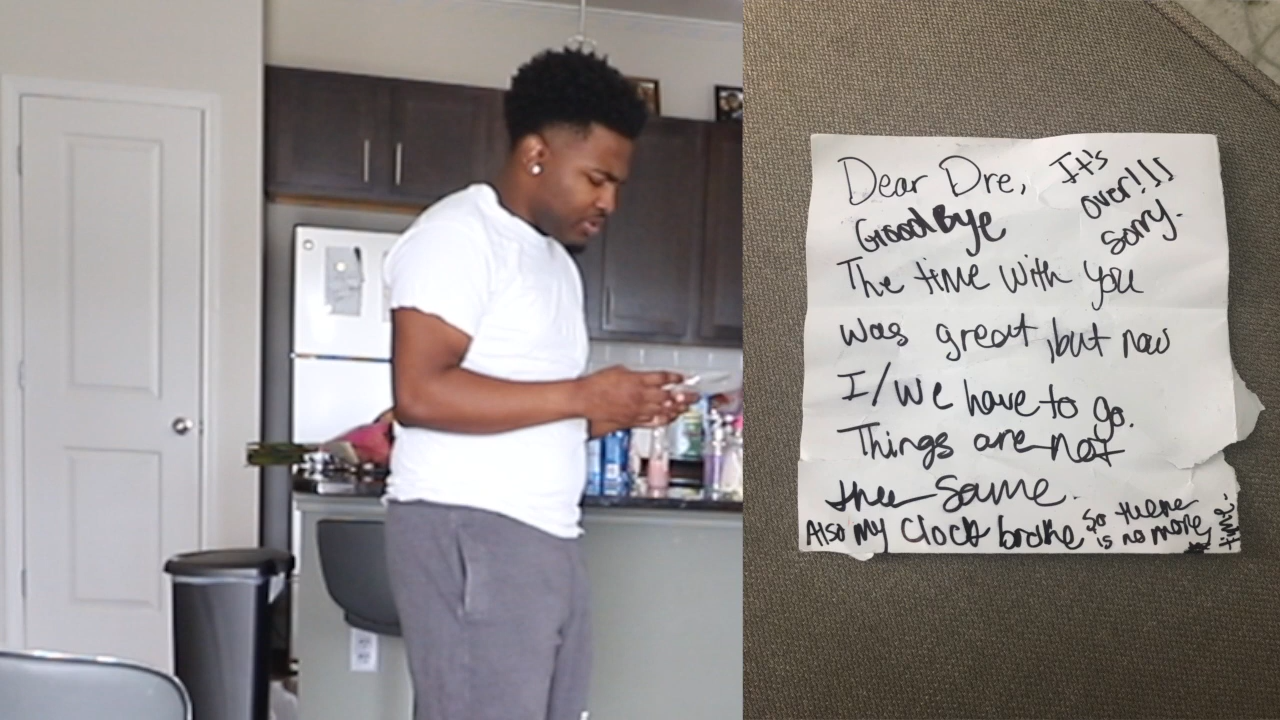 Dear Dre,
It's
over!!!
sorry.
GoodBye
The time with you
was great, but now
I/We have to go.
Things are not
thee same.
Also my Clock broke so there
is no more
time.